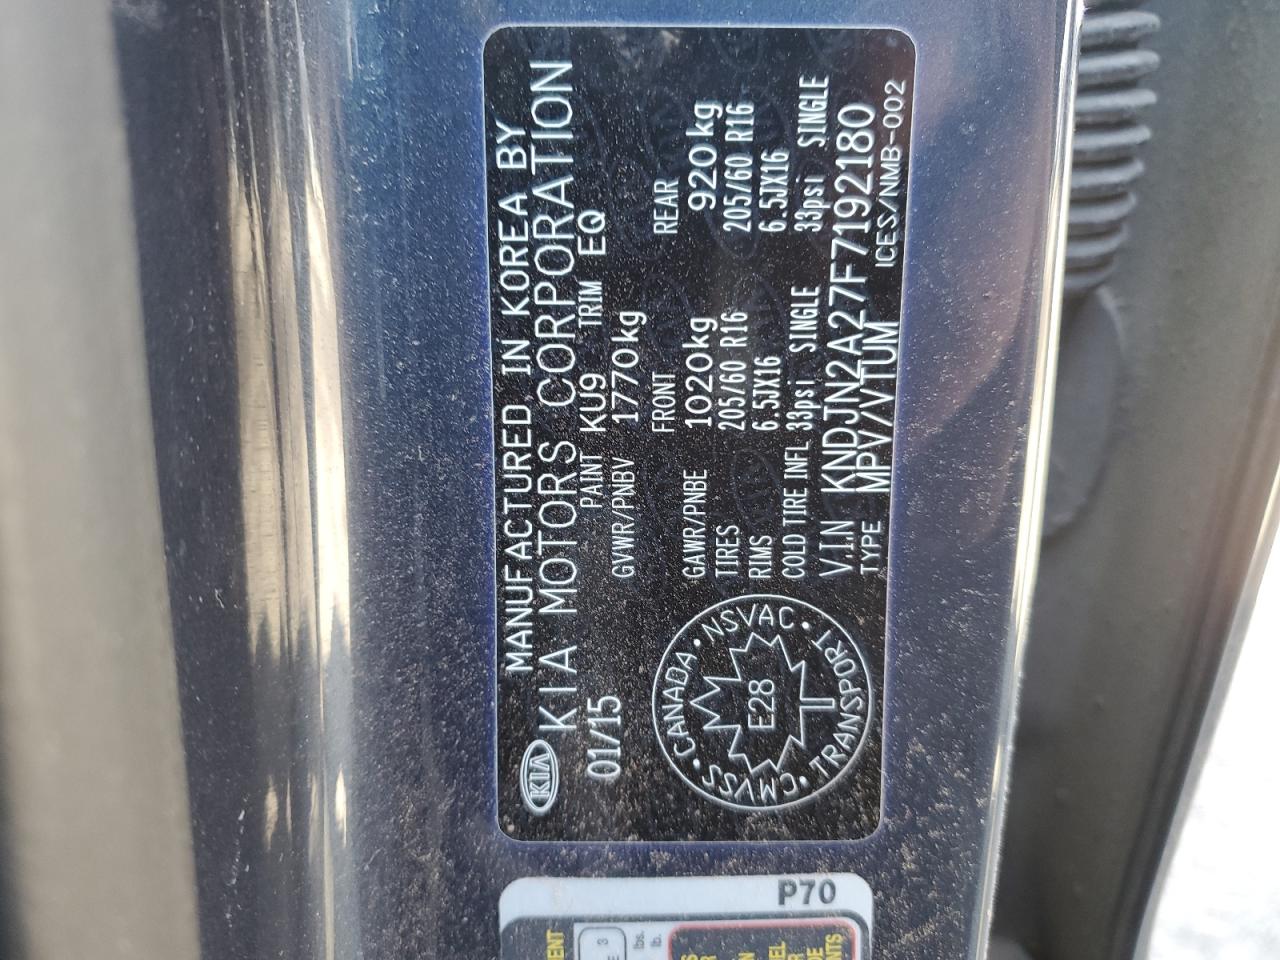 MANUFACTURED IN KOREA BY
KIA KIA MOTORS CORPORATION
01/15 PAINT KU9 TRIM EQ
GVWR/PNBV 1770kg
FRONT REAR
GAWR/PNBE 1020kg 920kg
TIRES 205/60 R16 205/60 R16
RIMS 6.5JX16 6.5JX16
COLD TIRE INFL 33psi SINGLE 33psi SINGLE
V.I.N KNDJN2A27F7192180
TYPE MPV/VTUM ICES/NMB-002
CANADA • NSVAC • TRANSPORT • CMVSS •
E28
P70